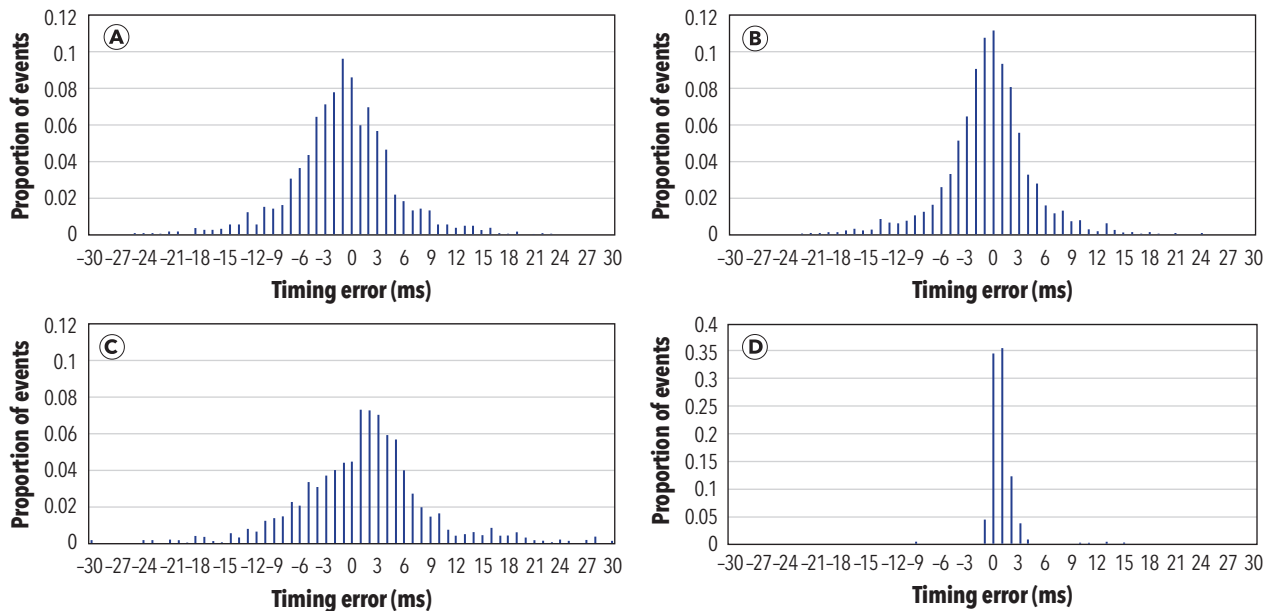 0.12
0.1
0.08
0.06
0.04
0.02
0
Proportion of events
A
–30 –27 –24 –21 –18 –15 –12 –9 –6 –3 0 3 6 9 12 15 18 21 24 27 30
Timing error (ms)
0.12
0.1
0.08
0.06
0.04
0.02
0
Proportion of events
B
–30 –27 –24 –21 –18 –15 –12 –9 –6 –3 0 3 6 9 12 15 18 21 24 27 30
Timing error (ms)
0.12
0.1
0.08
0.06
0.04
0.02
0
Proportion of events
C
–30 –27 –24 –21 –18 –15 –12 –9 –6 –3 0 3 6 9 12 15 18 21 24 27 30
Timing error (ms)
0.4
0.35
0.3
0.25
0.2
0.15
0.1
0.05
0
Proportion of events
D
–30 –27 –24 –21 –18 –15 –12 –9 –6 –3 0 3 6 9 12 15 18 21 24 27 30
Timing error (ms)